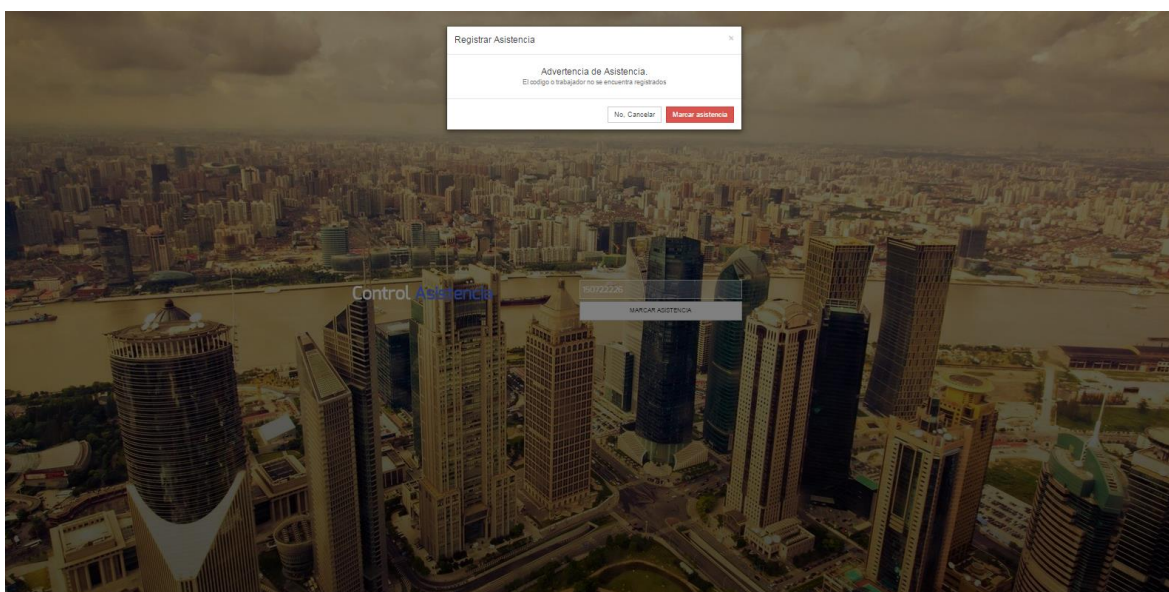 Registrar Asistencia
×
Advertencia de Asistencia.
El codigo o trabajador no se encuentra registrados
No, Cancelar
Marcar asistencia
Control Asistencia
MARCAR ASISTENCIA